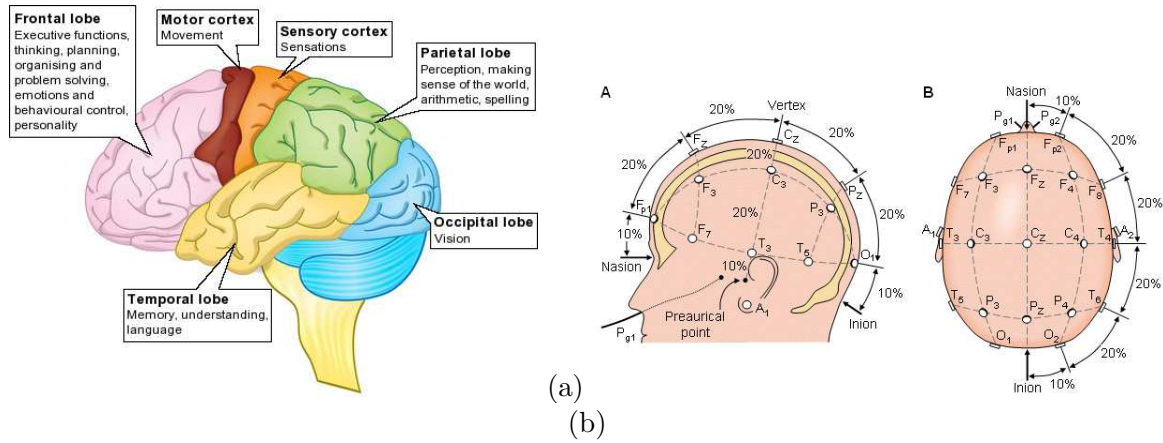 Frontal lobe
Executive functions,
thinking, planning,
organising and
problem solving,
emotions and
behavioural control,
personality
Motor cortex
Movement
Sensory cortex
Sensations
Parietal lobe
Perception, making
sense of the world,
arithmetic, spelling
Occipital lobe
Vision
Temporal lobe
Memory, understanding,
language
A
20%
Vertex
Fz
Cz
20%
20%
20%
Pz
F3
C3
P3
Fp1
20%
20%
10%
F7
T3
T5
O1
Nasion
10%
10%
Preaurical
point
A1
Inion
Pg1
B
Nasion
10%
Pg1
Pg2
Fp1
Fp2
20%
F7
F3
Fz
F4
F8
20%
A1
T3
C3
Cz
C4
T4
A2
20%
T5
P3
Pz
P4
T6
O1
O2
20%
Inion
10%
(a)
(b)